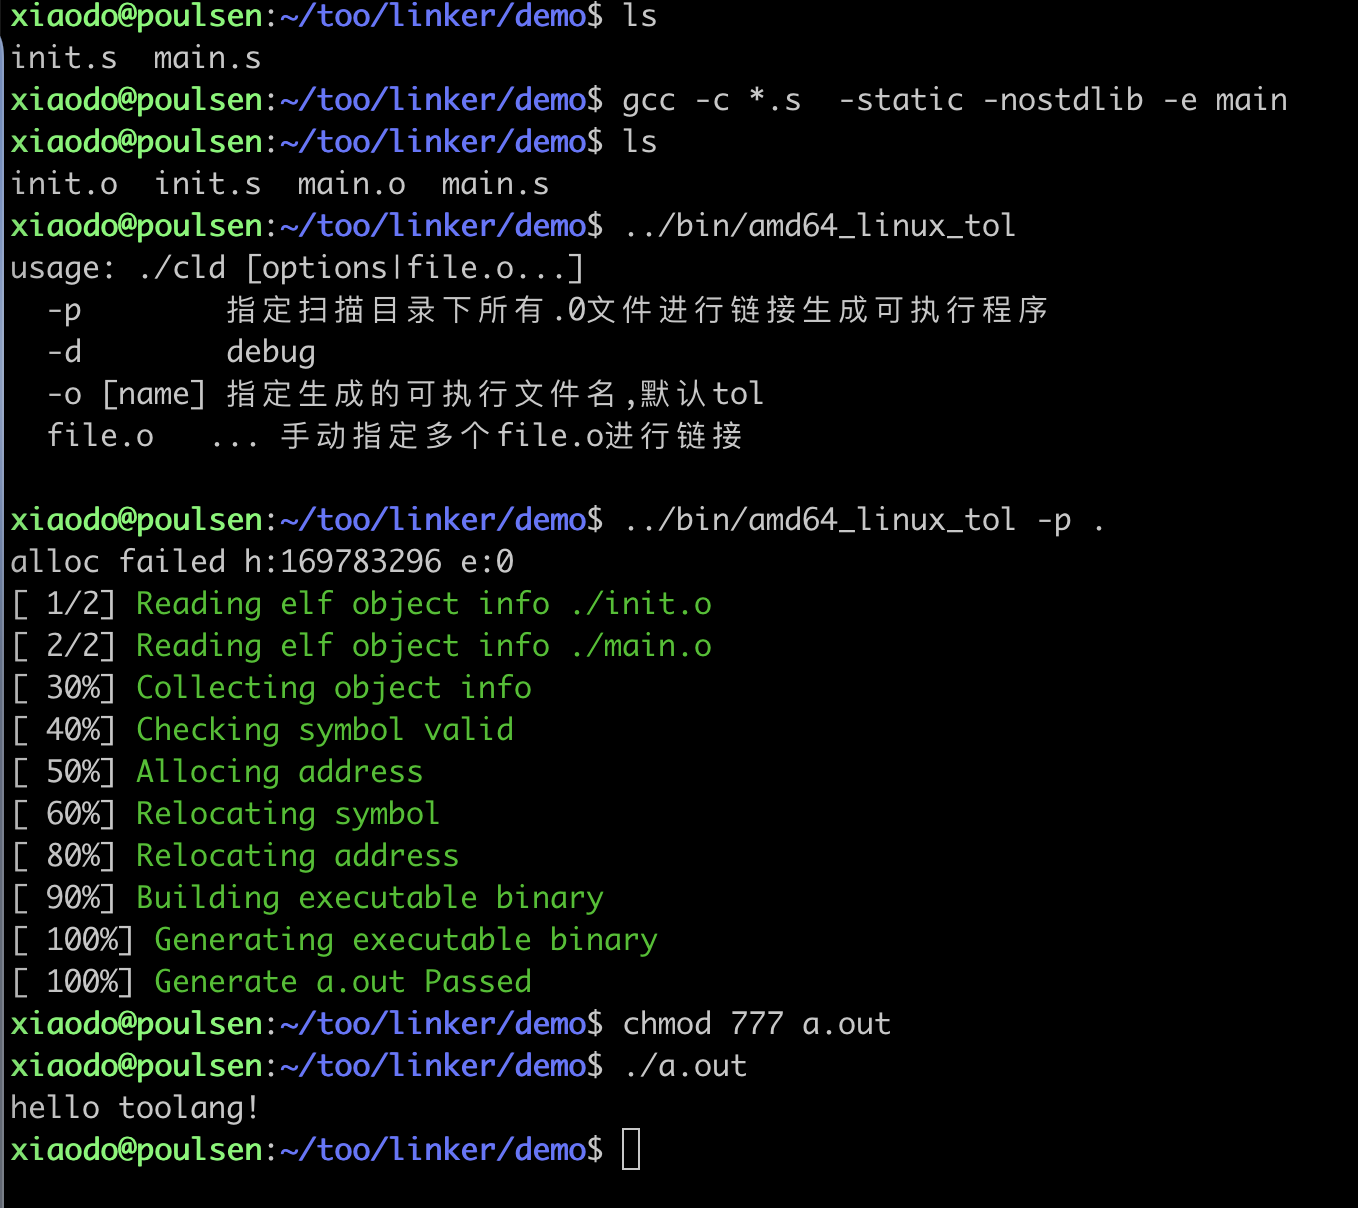 xiaodo@poulsen:~/too/linker/demo$ ls
init.s  main.s
xiaodo@poulsen:~/too/linker/demo$ gcc -c *.s  -static -nostdlib -e main
xiaodo@poulsen:~/too/linker/demo$ ls
init.o  init.s  main.o  main.s
xiaodo@poulsen:~/too/linker/demo$ ../bin/amd64_linux_tol
usage: ./cld [options|file.o...]
  -p        指定扫描目录下所有.0文件进行链接生成可执行程序
  -d        debug
  -o [name] 指定生成的可执行文件名,默认tol
  file.o   ... 手动指定多个file.o进行链接
xiaodo@poulsen:~/too/linker/demo$ ../bin/amd64_linux_tol -p .
alloc failed h:169783296 e:0
[ 1/2] Reading elf object info ./init.o
[ 2/2] Reading elf object info ./main.o
[ 30%] Collecting object info
[ 40%] Checking symbol valid
[ 50%] Allocing address
[ 60%] Relocating symbol
[ 80%] Relocating address
[ 90%] Building executable binary
[ 100%] Generating executable binary
[ 100%] Generate a.out Passed
xiaodo@poulsen:~/too/linker/demo$ chmod 777 a.out
xiaodo@poulsen:~/too/linker/demo$ ./a.out
hello toolang!
xiaodo@poulsen:~/too/linker/demo$